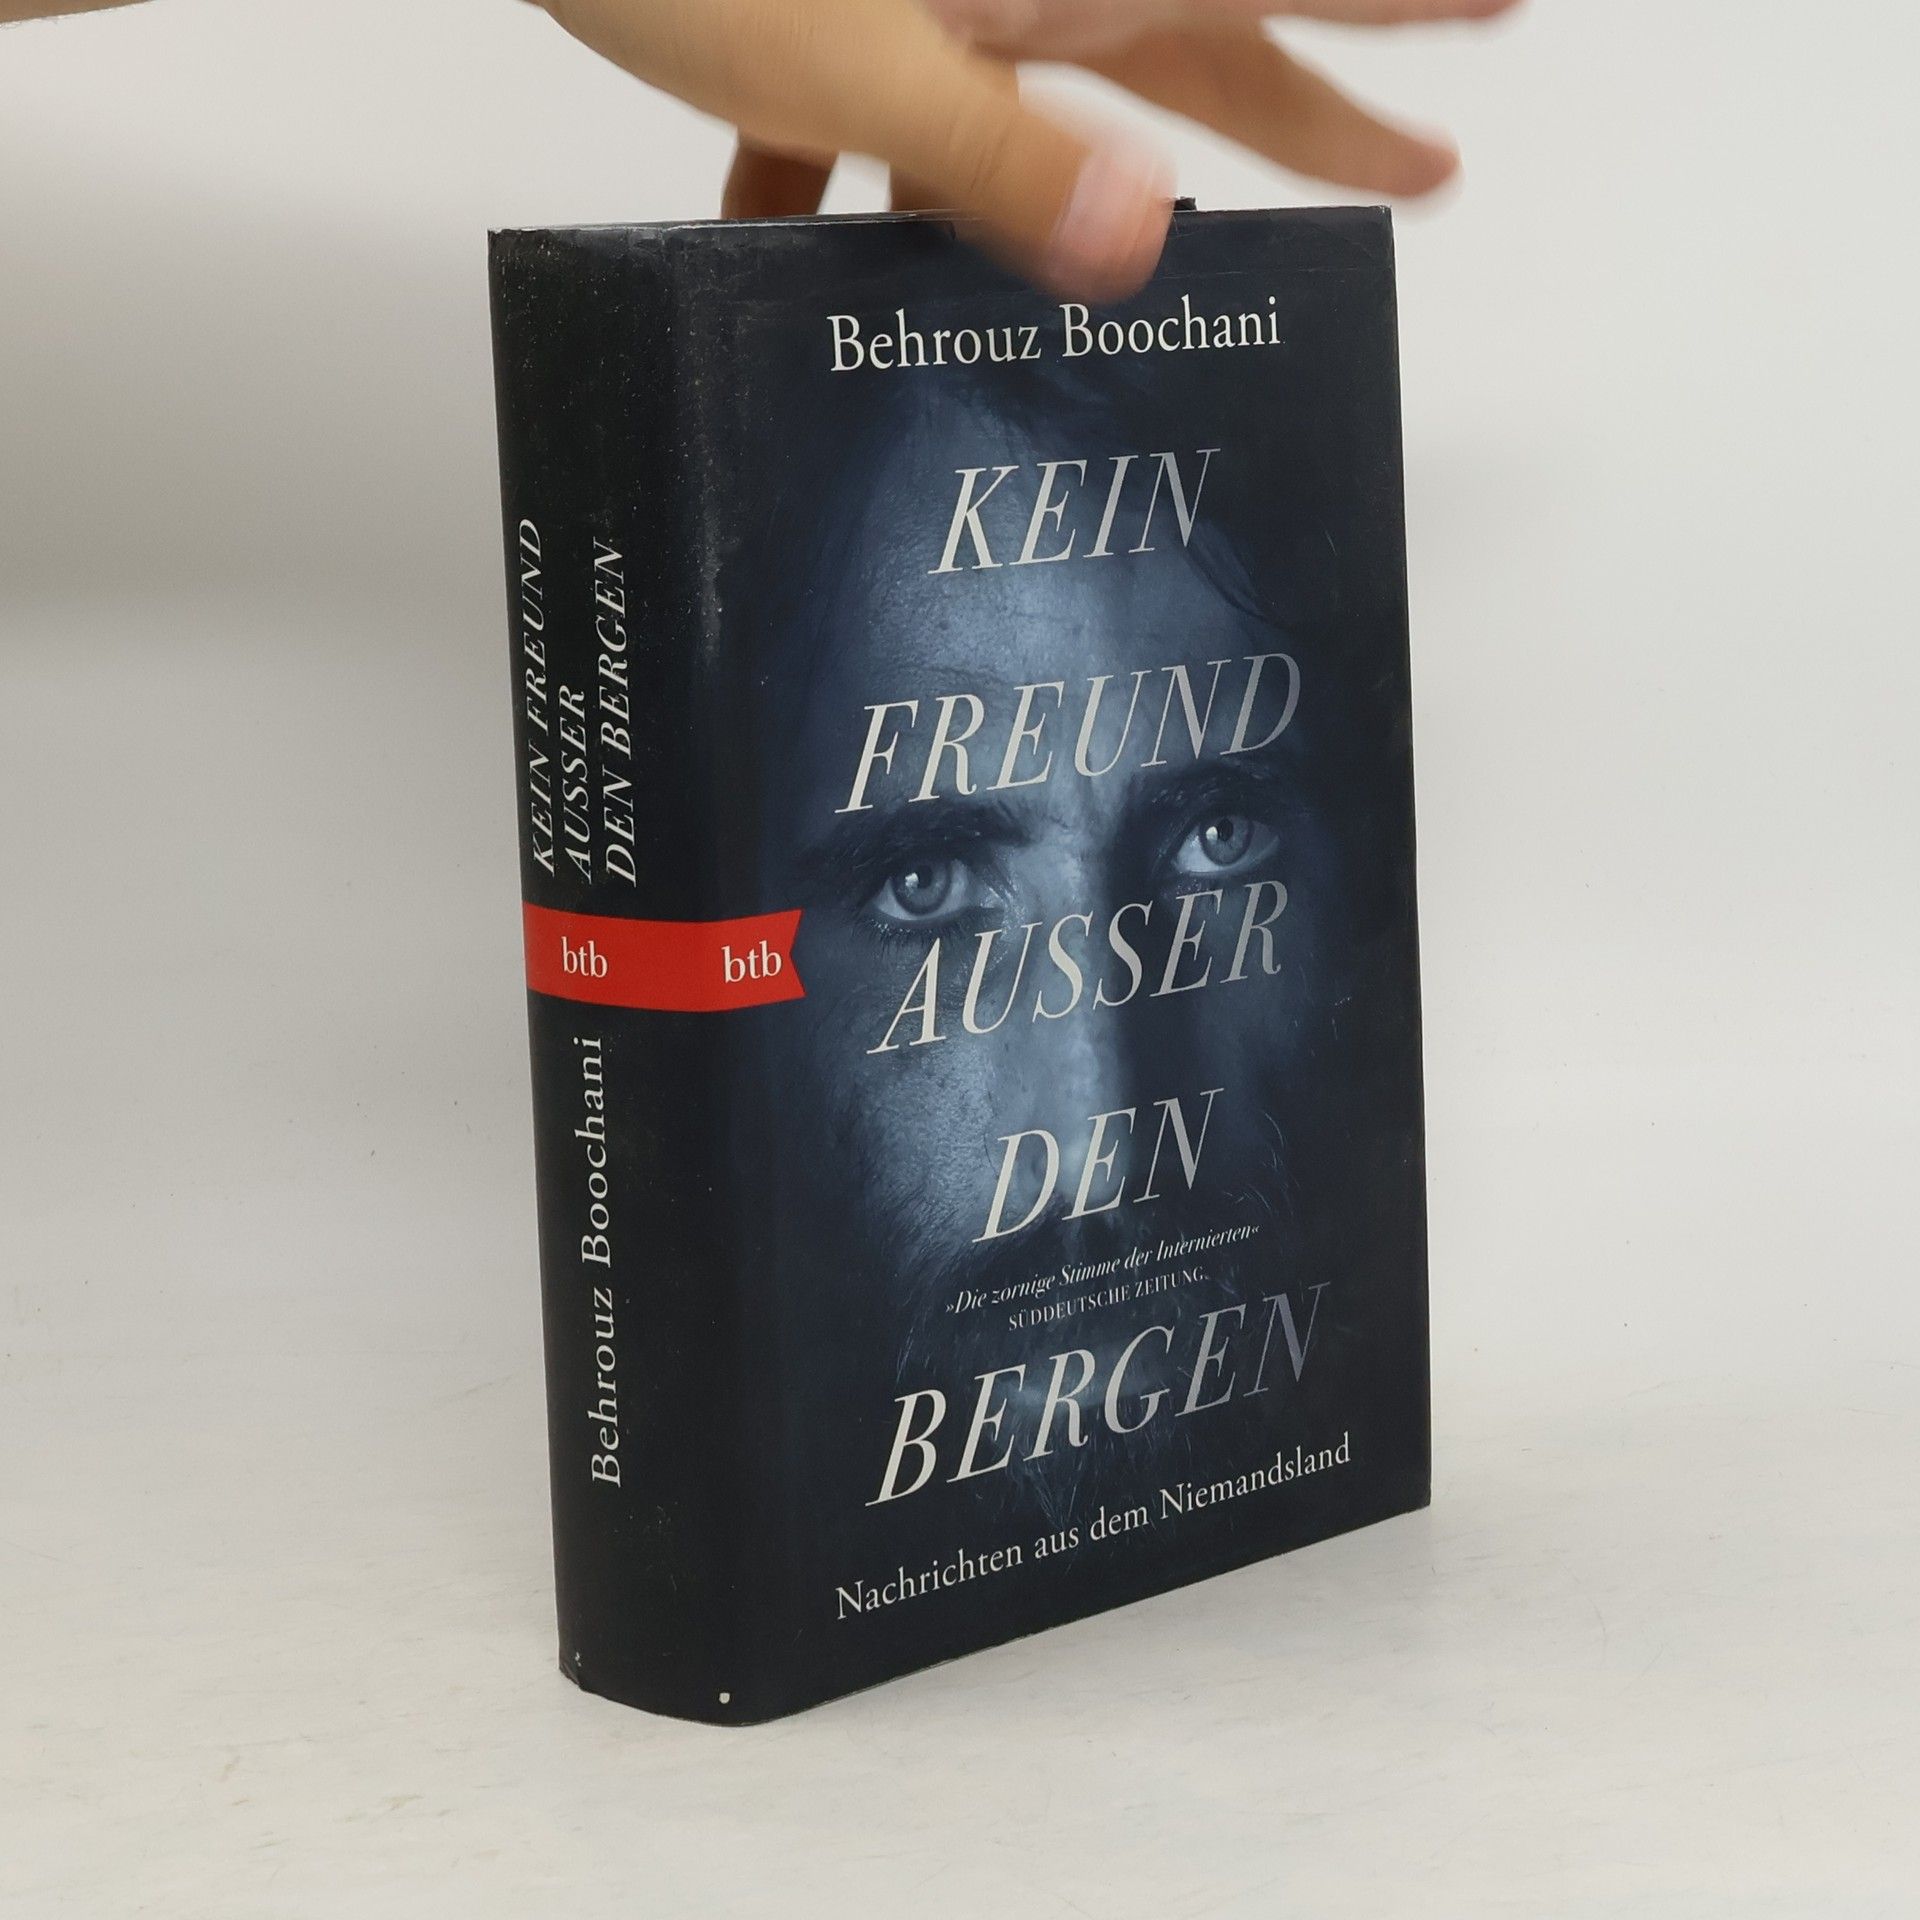 Behrouz Boochani
KEIN
FREUND
AUSSER
DEN
»Die zornige Stimme der Internierten«
SÜDDEUTSCHE ZEITUNG
BERGEN
Nachrichten aus dem Niemandsland
btb
KEIN FREUND
AUSSER
DEN BERGEN
btb
Behrouz Boochani